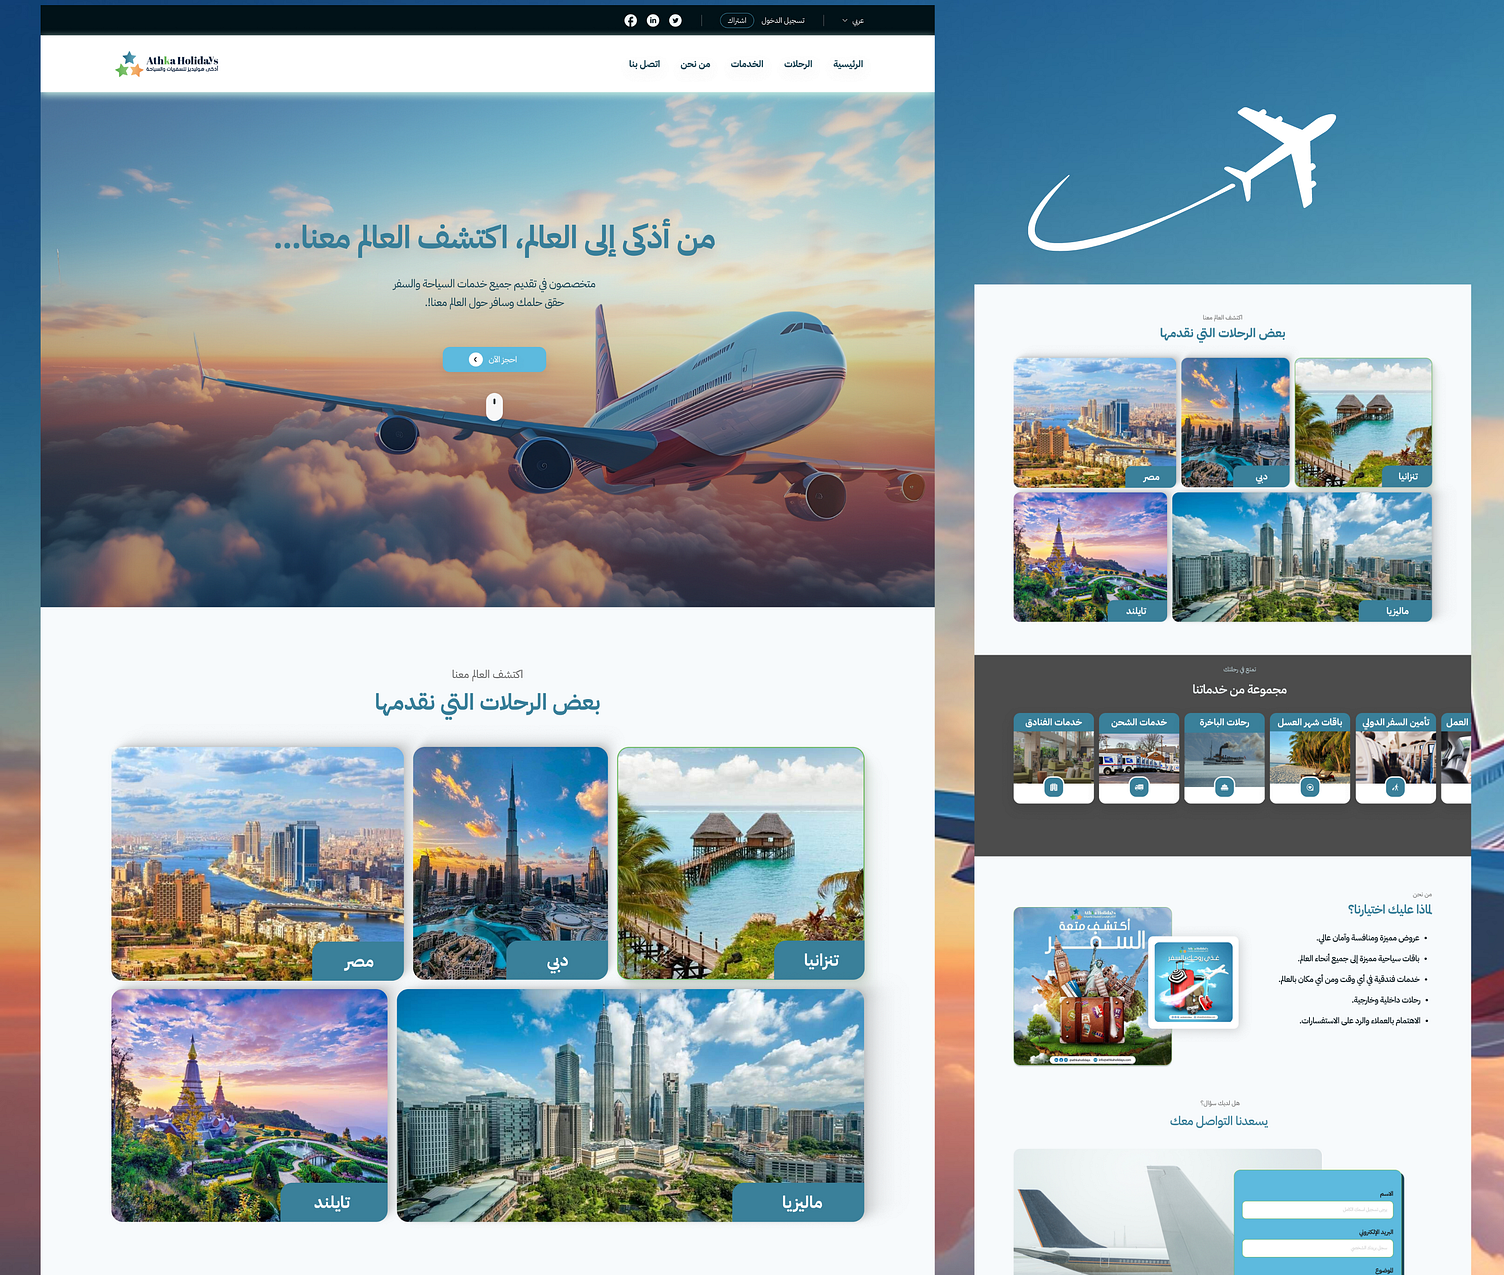 عربي
تسجيل الدخول
اشتراك
الرئيسية
الرحلات
الخدمات
من نحن
اتصل بنا
Athka Holidays
أذكى هوليديز للسفريات والسياحة
من أذكى إلى العالم، اكتشف العالم معنا...
متخصصون في تقديم جميع خدمات السياحة والسفر
حقق حلمك وسافر حول العالم معنا!.
احجز الآن
اكتشف العالم معنا
بعض الرحلات التي نقدمها
تنزانيا
دبي
مصر
ماليزيا
تايلند
اكتشف العالم معنا
بعض الرحلات التي نقدمها
تنزانيا
دبي
مصر
ماليزيا
تايلند
تمتع في رحلتك
مجموعة من خدماتنا
العمل
تأمين السفر الدولي
باقات شهر العسل
رحلات الباخرة
خدمات الشحن
خدمات الفنادق
من نحن
لماذا عليك اختيارنا؟
• عروض مميزة ومنافسة وأمان عالي.
• باقات سياحية مميزة إلى جميع أنحاء العالم.
• خدمات فندقية في أي وقت ومن أي مكان بالعالم.
• رحلات داخلية وخارجية.
• الاهتمام بالعملاء والرد على الاستفسارات.
أكتشف متعة
السفر
غذي روحك بالسفر
هل لديك سؤال؟
يسعدنا التواصل معك
الاسم
البريد الإلكتروني
الموضوع